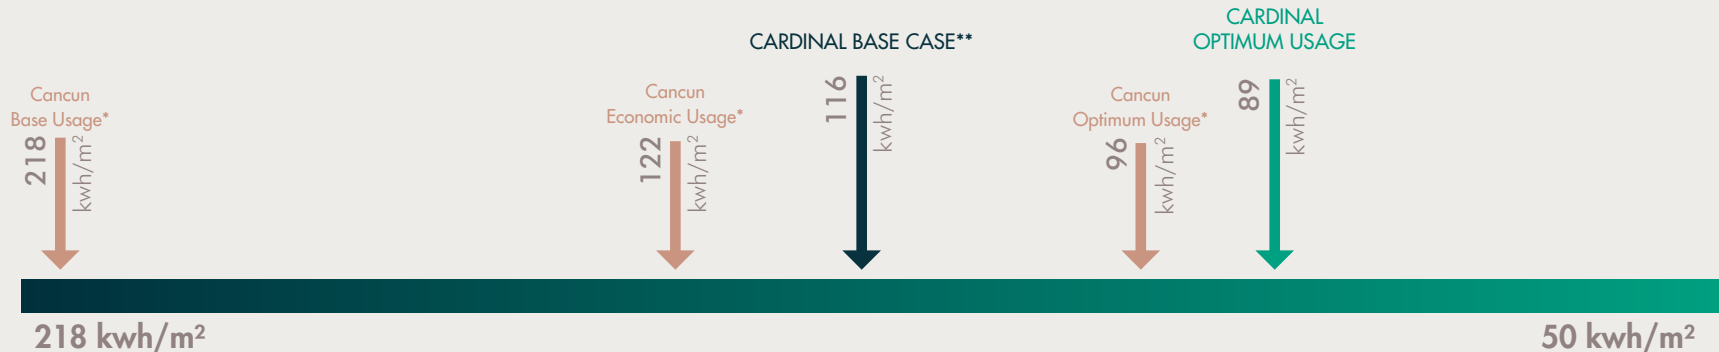 Cancun
Base Usage*
218
kwh/m²
Cancun
Economic Usage*
122
kwh/m²
CARDINAL BASE CASE**
116
kwh/m²
Cancun
Optimum Usage*
96
kwh/m²
CARDINAL
OPTIMUM USAGE
89
kwh/m²
218 kwh/m²
50 kwh/m²